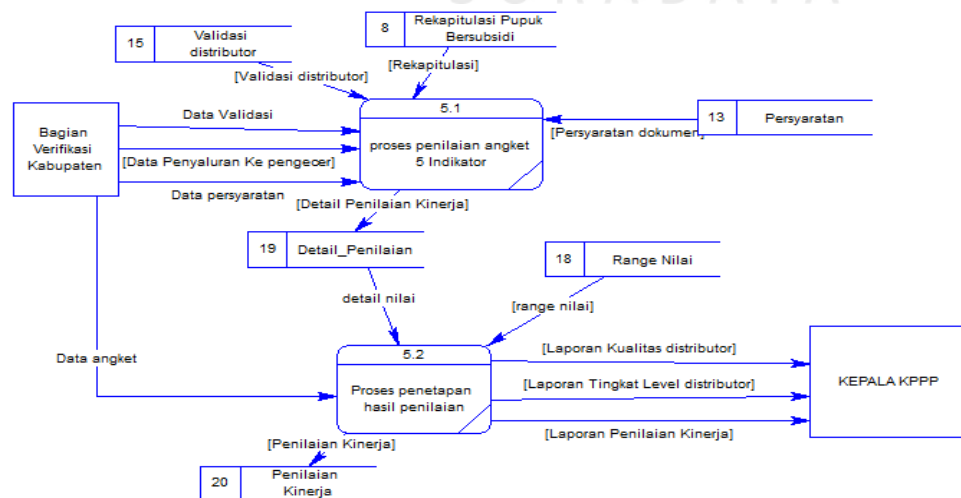 SURABAYA
15
Validasi
distributor
8
Rekapitulasi Pupuk
Bersubsidi
[Validasi distributor]
[Rekapitulasi]
Bagian
Verifikasi
Kabupaten
Data Validasi
[Data Penyaluran Ke pengecer]
Data persyaratan
5.1
proses penilaian angket
5 Indikator
[Persyaratan dokumen]
13
Persyaratan
[Detail Penilaian Kinerja]
19
Detail_Penilaian
18
Range Nilai
detail nilai
[range nilai]
Data angket
5.2
Proses penetapan
hasil penilaian
[Laporan Kualitas distributor]
[Laporan Tingkat Level distributor]
[Laporan Penilaian Kinerja]
KEPALA KPPP
[Penilaian Kinerja]
20
Penilaian
Kinerja